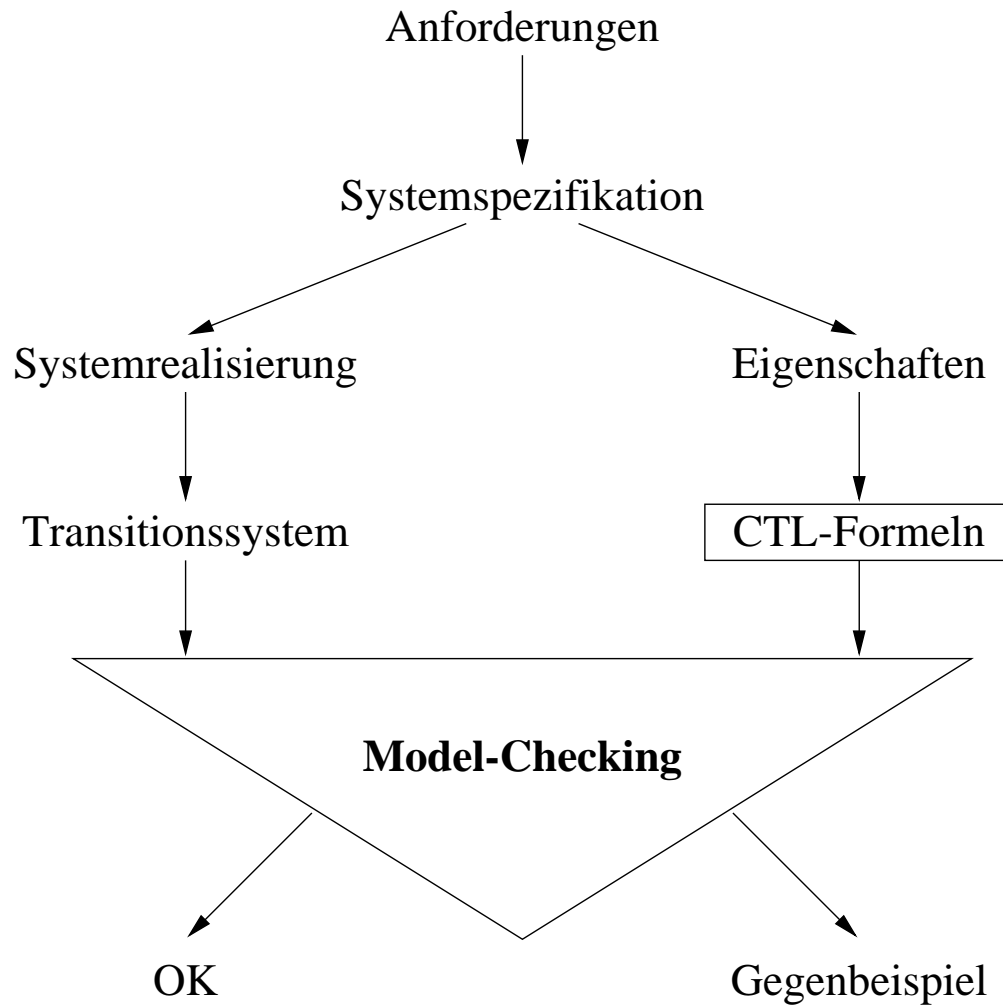 Anforderungen
Systemspezifikation
Systemrealisierung
Eigenschaften
Transitionssystem
CTL-Formeln
Model-Checking
OK
Gegenbeispiel